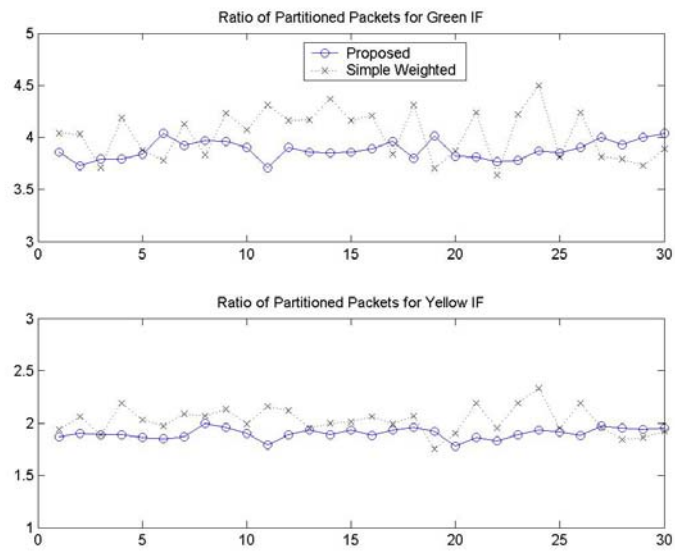 Ratio of Partitioned Packets for Green IF
5
4.5
4
3.5
3
Proposed
Simple Weighted
0 5 10 15 20 25 30
Ratio of Partitioned Packets for Yellow IF
3
2.5
2
1.5
1
0 5 10 15 20 25 30